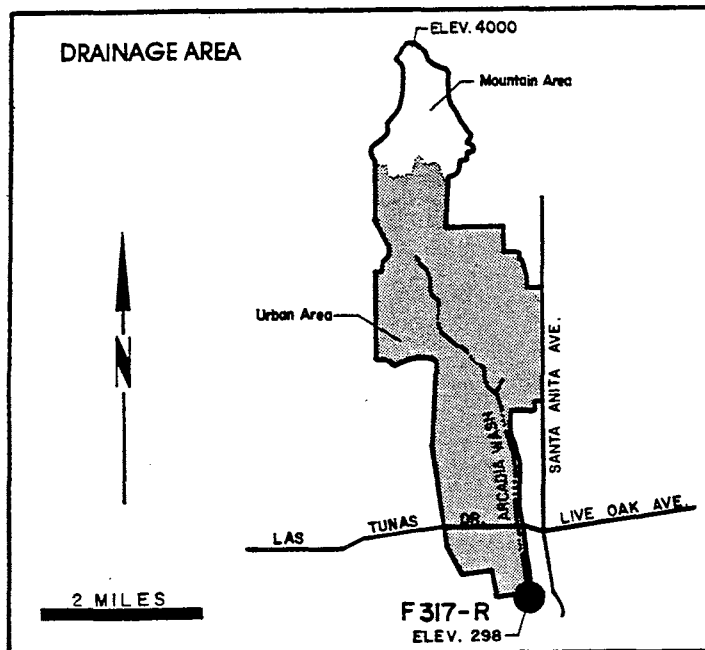 ELEV. 4000
DRAINAGE AREA
Mountain Area
N
Urban Area
SANTA ANITA AVE.
ARCADIA WASH
LAS TUNAS DR. LIVE OAK AVE.
2 MILES
F 317-R
ELEV. 298